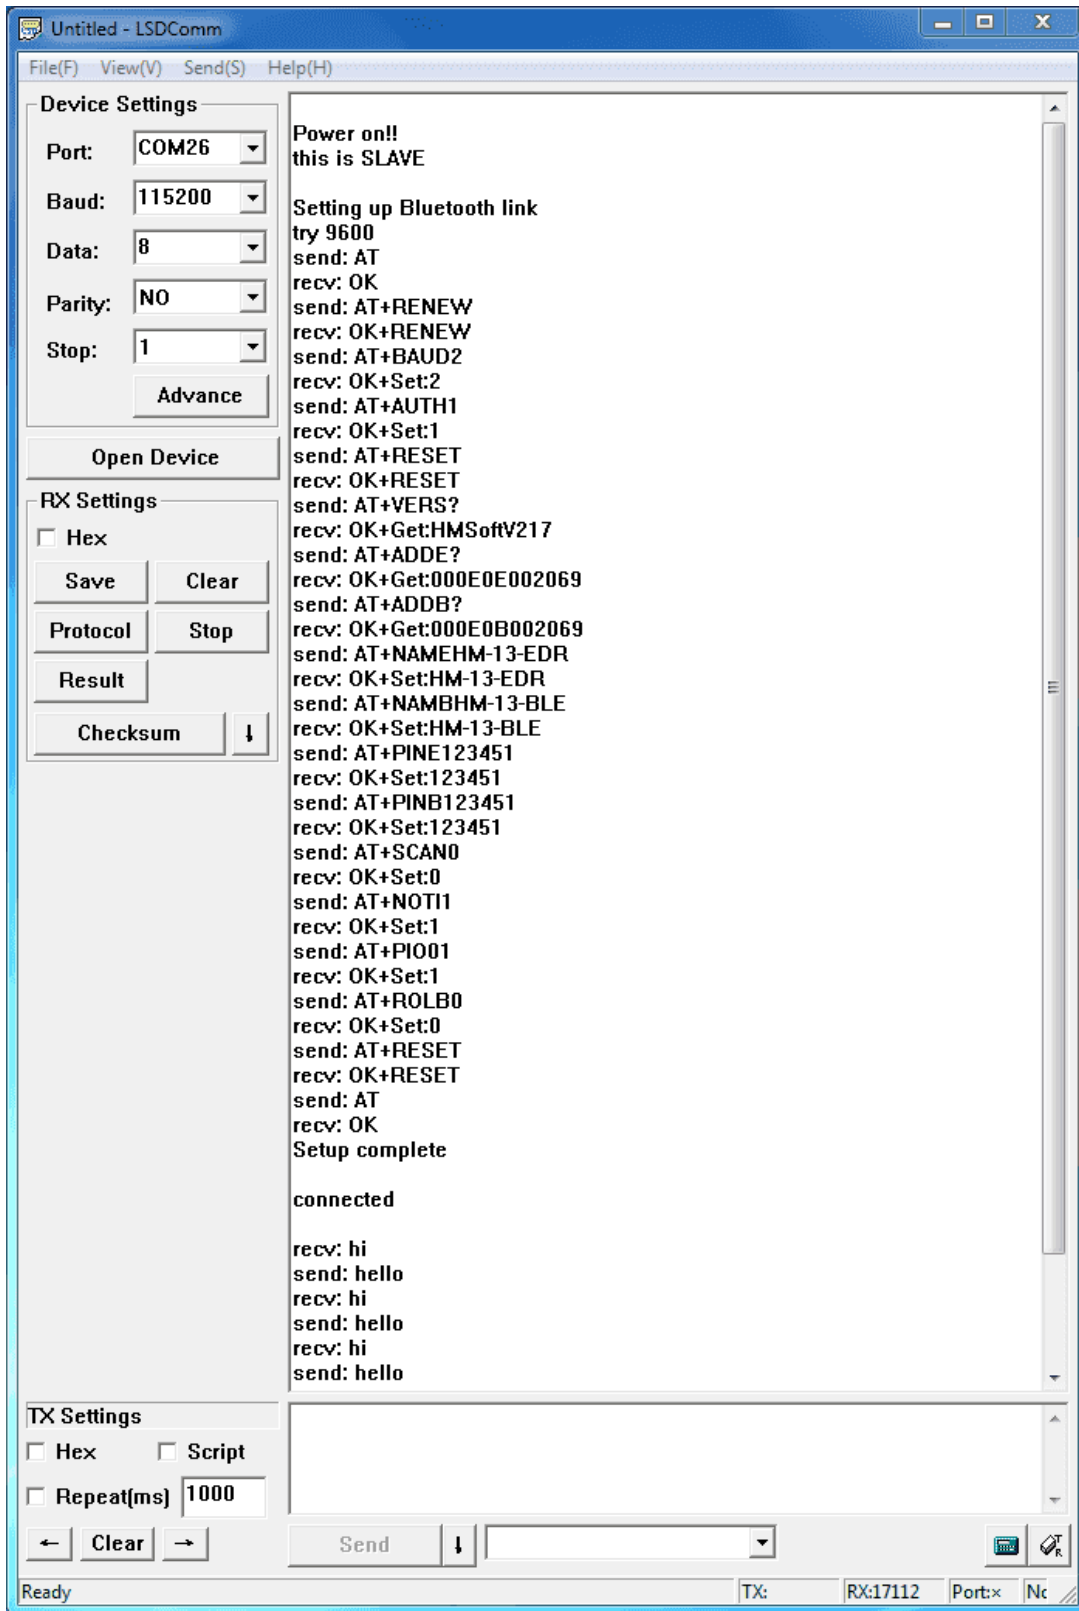 Untitled - LSDComm
File(F) View(V) Send(S) Help(H)
Device Settings
Port: COM26
Baud: 115200
Data: 8
Parity: NO
Stop: 1
Advance
Open Device
RX Settings
Hex
Save Clear
Protocol Stop
Result
Checksum
Power on!!
this is SLAVE
Setting up Bluetooth link
try 9600
send: AT
recv: OK
send: AT+RENEW
recv: OK+RENEW
send: AT+BAUD2
recv: OK+Set:2
send: AT+AUTH1
recv: OK+Set:1
send: AT+RESET
recv: OK+RESET
send: AT+VERS?
recv: OK+Get:HMSoftV217
send: AT+ADDE?
recv: OK+Get:000E0E002069
send: AT+ADDB?
recv: OK+Get:000E0B002069
send: AT+NAMEHM-13-EDR
recv: OK+Set:HM-13-EDR
send: AT+NAMBHM-13-BLE
recv: OK+Set:HM-13-BLE
send: AT+PINE123451
recv: OK+Set:123451
send: AT+PINB123451
recv: OK+Set:123451
send: AT+SCAN0
recv: OK+Set:0
send: AT+NOTI1
recv: OK+Set:1
send: AT+PIO01
recv: OK+Set:1
send: AT+ROLB0
recv: OK+Set:0
send: AT+RESET
recv: OK+RESET
send: AT
recv: OK
Setup complete
connected
recv: hi
send: hello
recv: hi
send: hello
recv: hi
send: hello
TX Settings
Hex Script
Repeat(ms) 1000
← Clear →
Send
Ready TX: RX:17112 Port:×